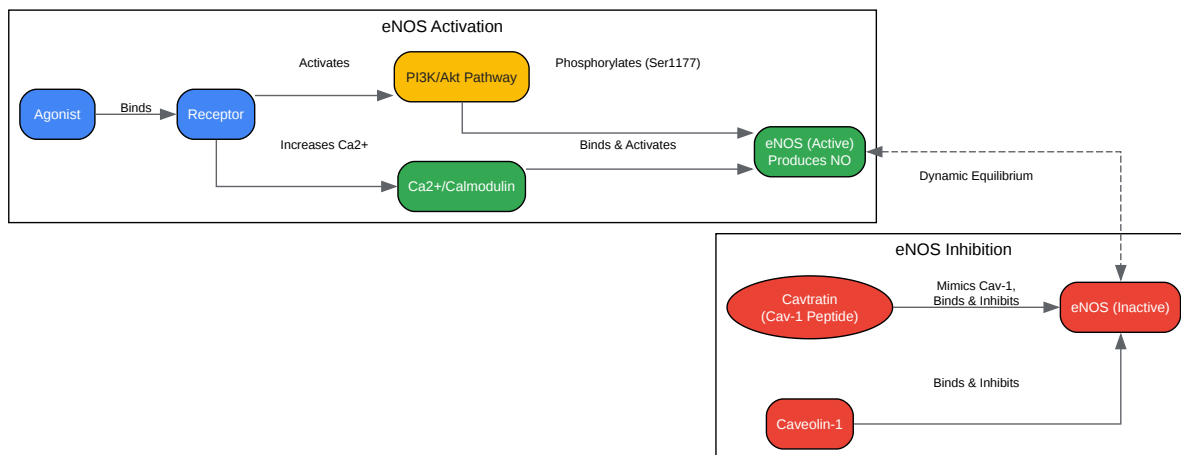 eNOS Activation
Activates
PI3K/Akt Pathway
Phosphorylates (Ser1177)
Agonist
Binds
Receptor
Increases Ca2+
Binds & Activates
eNOS (Active)
Produces NO
Ca2+/Calmodulin
Dynamic Equilibrium
eNOS Inhibition
Cavtratin
(Cav-1 Peptide)
Mimics Cav-1,
Binds & Inhibits
eNOS (Inactive)
Binds & Inhibits
Caveolin-1